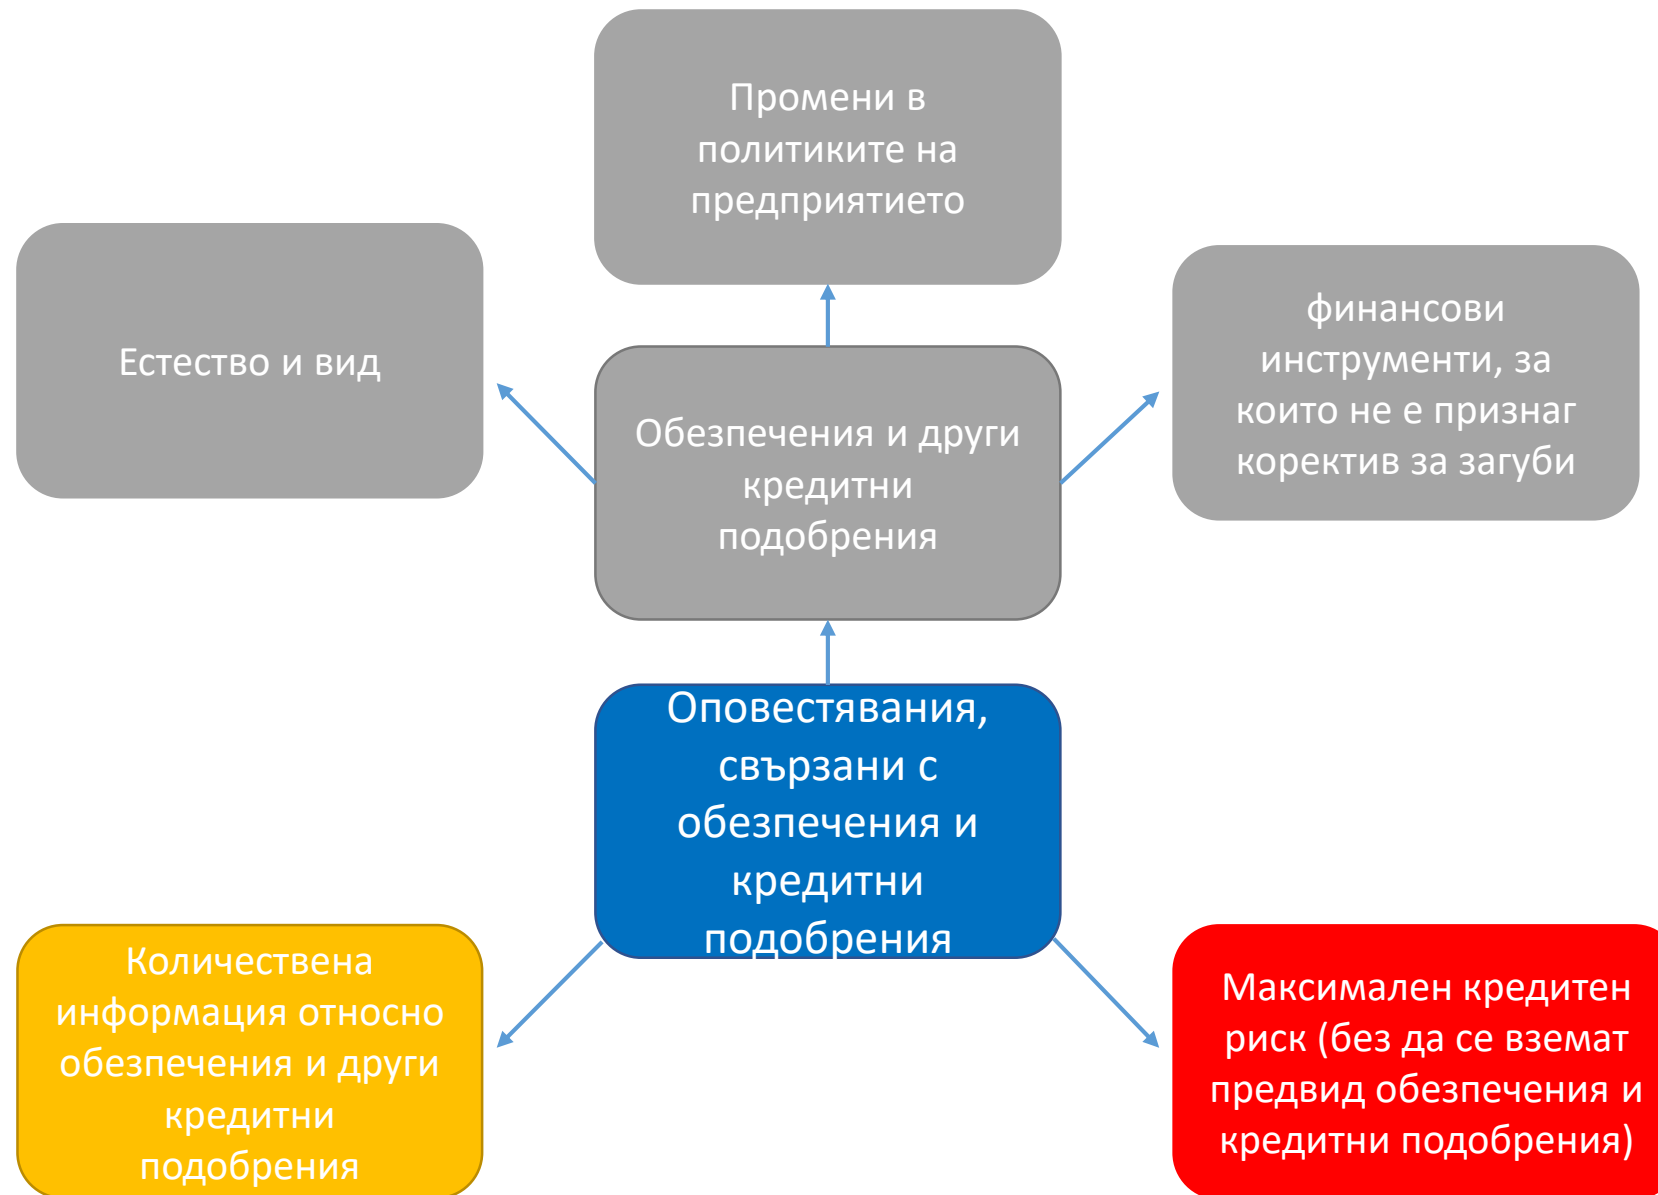 Промени в
политиките на
предприятието
Естество и вид
финансови
инструменти, за
които не е признаг
коректив за загуби
Обезпечения и други
кредитни
подобрения
Оповестявания,
свързани с
обезпечения и
кредитни
подобрения
Количествена
информация относно
обезпечения и други
кредитни
подобрения
Максимален кредитен
риск (без да се вземат
предвид обезпечения и
кредитни подобрения)